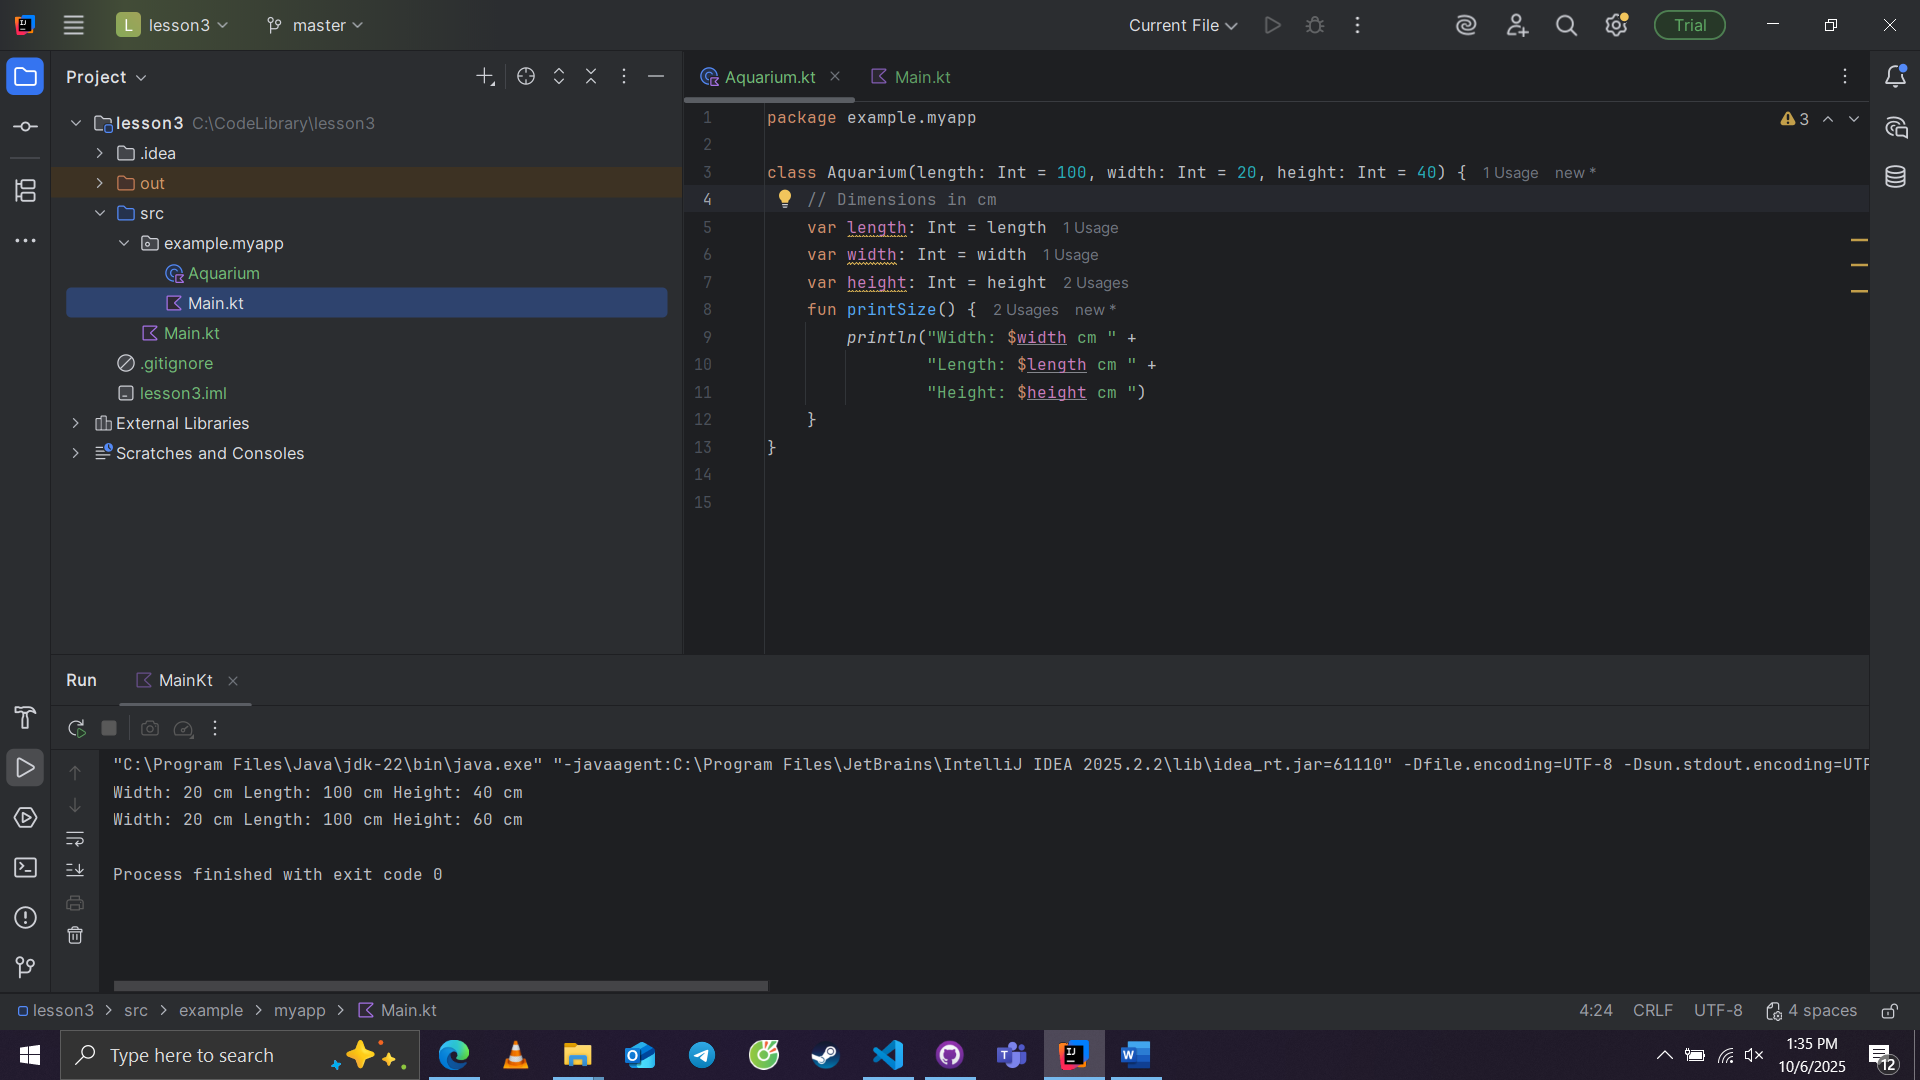 L lesson3 master Current File Trial
Project
lesson3 C:\CodeLibrary\lesson3
.idea
out
src
example.myapp
Aquarium
Main.kt
Main.kt
.gitignore
lesson3.iml
External Libraries
Scratches and Consoles
Aquarium.kt Main.kt
3
1 package example.myapp
2
3 class Aquarium(length: Int = 100, width: Int = 20, height: Int = 40) { 1 Usage new *
4 // Dimensions in cm
5 var length: Int = length 1 Usage
6 var width: Int = width 1 Usage
7 var height: Int = height 2 Usages
8 fun printSize() { 2 Usages new *
9 println("Width: $width cm " +
10 "Length: $length cm " +
11 "Height: $height cm ")
12 }
13 }
14
15
Run MainKt
"C:\Program Files\Java\jdk-22\bin\java.exe" "-javaagent:C:\Program Files\JetBrains\IntelliJ IDEA 2025.2.2\lib\idea_rt.jar=61110" -Dfile.encoding=UTF-8 -Dsun.stdout.encoding=UTF
Width: 20 cm Length: 100 cm Height: 40 cm
Width: 20 cm Length: 100 cm Height: 60 cm
Process finished with exit code 0
lesson3 > src > example > myapp > Main.kt 4:24 CRLF UTF-8 4 spaces
Type here to search
1:35 PM
10/6/2025
12